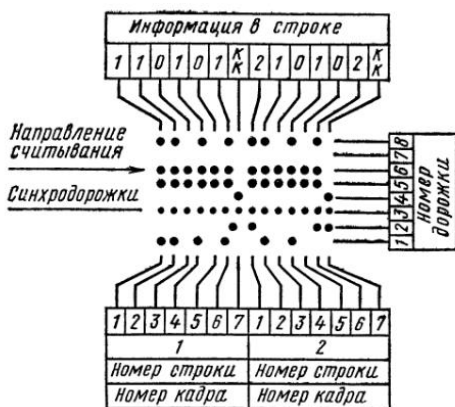 Информация в строке
1 1 0 1 0 1 КК 2 1 0 1 0 2 КК
Направление
считывания
Синхродорожки
8
7
6
5
4
3
2
1
Номер
дорожки
1 2 3 4 5 6 7 1 2 3 4 5 6 7
1 2
Номер строки Номер строки
Номер кадра Номер кадра